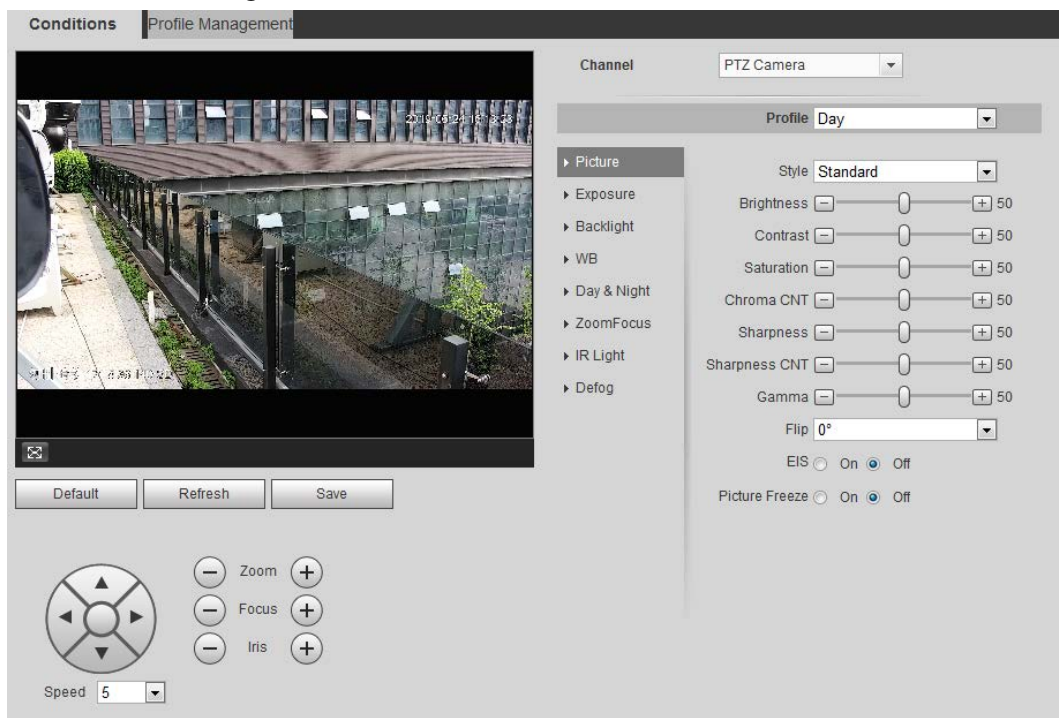 Conditions
Profile Management
Channel
PTZ Camera
Profile Day
Picture
Exposure
Backlight
WB
Day & Night
ZoomFocus
IR Light
Defog
Style Standard
Brightness 50
Contrast 50
Saturation 50
Chroma CNT 50
Sharpness 50
Sharpness CNT 50
Gamma 50
Flip 0°
EIS On Off
Picture Freeze On Off
Default Refresh Save
Zoom
Focus
Iris
Speed 5